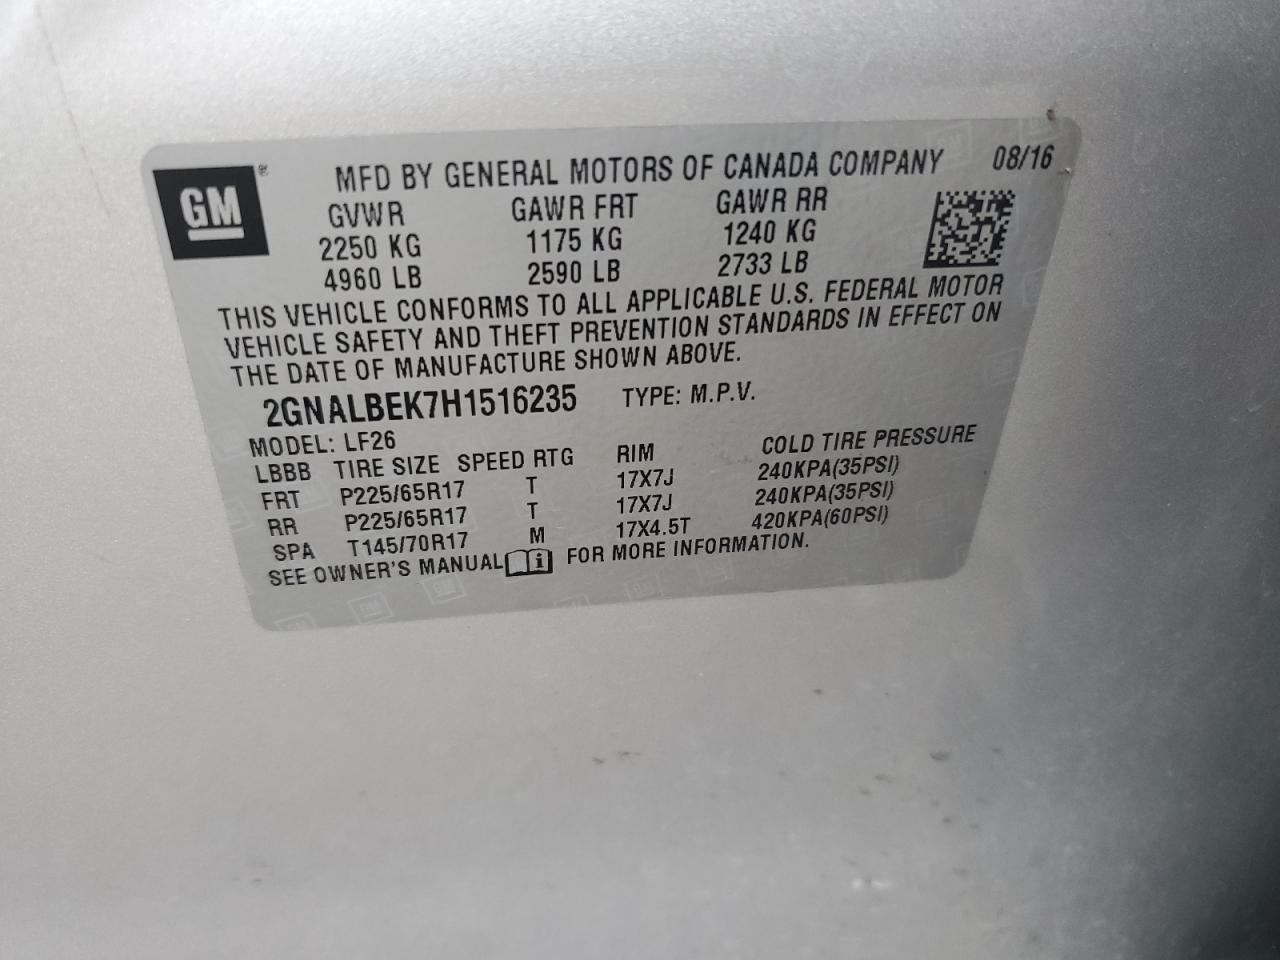 GM ®
MFD BY GENERAL MOTORS OF CANADA COMPANY 08/16
GVWR GAWR FRT GAWR RR
2250 KG 1175 KG 1240 KG
4960 LB 2590 LB 2733 LB
THIS VEHICLE CONFORMS TO ALL APPLICABLE U.S. FEDERAL MOTOR
VEHICLE SAFETY AND THEFT PREVENTION STANDARDS IN EFFECT ON
THE DATE OF MANUFACTURE SHOWN ABOVE.
2GNALBEK7H1516235 TYPE: M.P.V.
MODEL: LF26
LBBB TIRE SIZE SPEED RTG RIM COLD TIRE PRESSURE
FRT P225/65R17 T 17X7J 240KPA(35PSI)
RR P225/65R17 T 17X7J 240KPA(35PSI)
SPA T145/70R17 M 17X4.5T 420KPA(60PSI)
SEE OWNER'S MANUAL i FOR MORE INFORMATION.